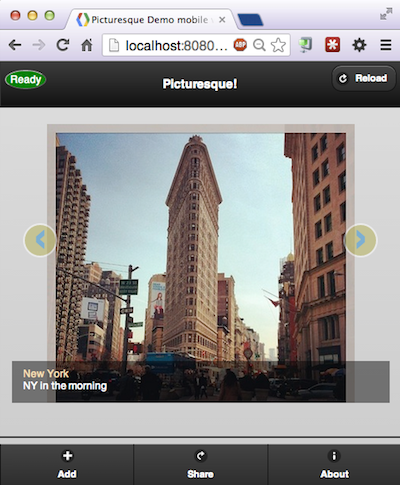 Picturesque Demo mobile
localhost:8080...
ABP
Ready
Picturesque!
Reload
New York
NY in the morning
Add
Share
About